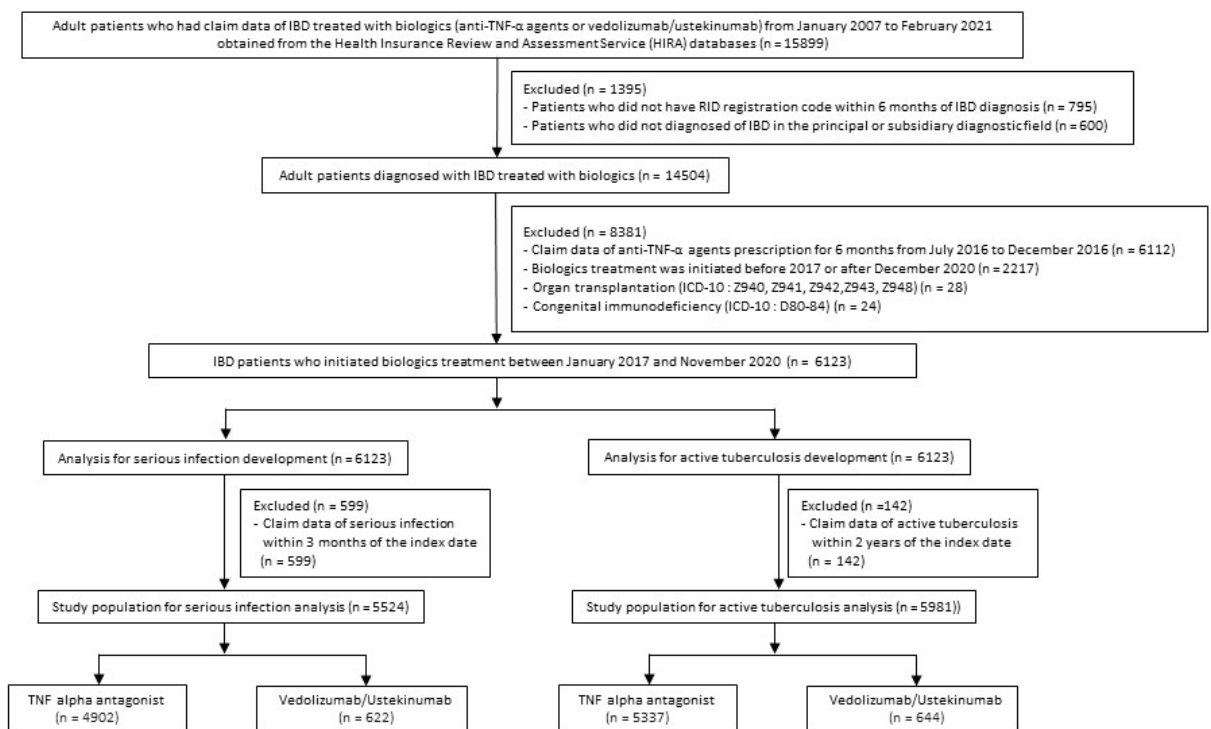 Adult patients who had claim data of IBD treated with biologics (anti-TNF-α agents or vedolizumab/ustekinumab) from January 2007 to February 2021
obtained from the Health Insurance Review and Assessment Service (HIRA) databases (n = 15899)
Excluded (n = 1395)
- Patients who did not have RID registration code within 6 months of IBD diagnosis (n = 795)
- Patients who did not diagnosed of IBD in the principal or subsidiary diagnostic field (n = 600)
Adult patients diagnosed with IBD treated with biologics (n = 14504)
Excluded (n = 8381)
- Claim data of anti-TNF-α agents prescription for 6 months from July 2016 to December 2016 (n = 6112)
- Biologics treatment was initiated before 2017 or after December 2020 (n = 2217)
- Organ transplantation (ICD-10 : Z940, Z941, Z942,Z943, Z948) (n = 28)
- Congenital immunodeficiency (ICD-10 : D80-84) (n = 24)
IBD patients who initiated biologics treatment between January 2017 and November 2020 (n = 6123)
Analysis for serious infection development (n = 6123)
Analysis for active tuberculosis development (n = 6123)
Excluded (n = 599)
- Claim data of serious infection
within 3 months of the index date
(n = 599)
Excluded (n =142)
- Claim data of active tuberculosis
within 2 years of the index date
(n = 142)
Study population for serious infection analysis (n = 5524)
Study population for active tuberculosis analysis (n = 5981))
TNF alpha antagonist
(n = 4902)
Vedolizumab/Ustekinumab
(n = 622)
TNF alpha antagonist
(n = 5337)
Vedolizumab/Ustekinumab
(n = 644)